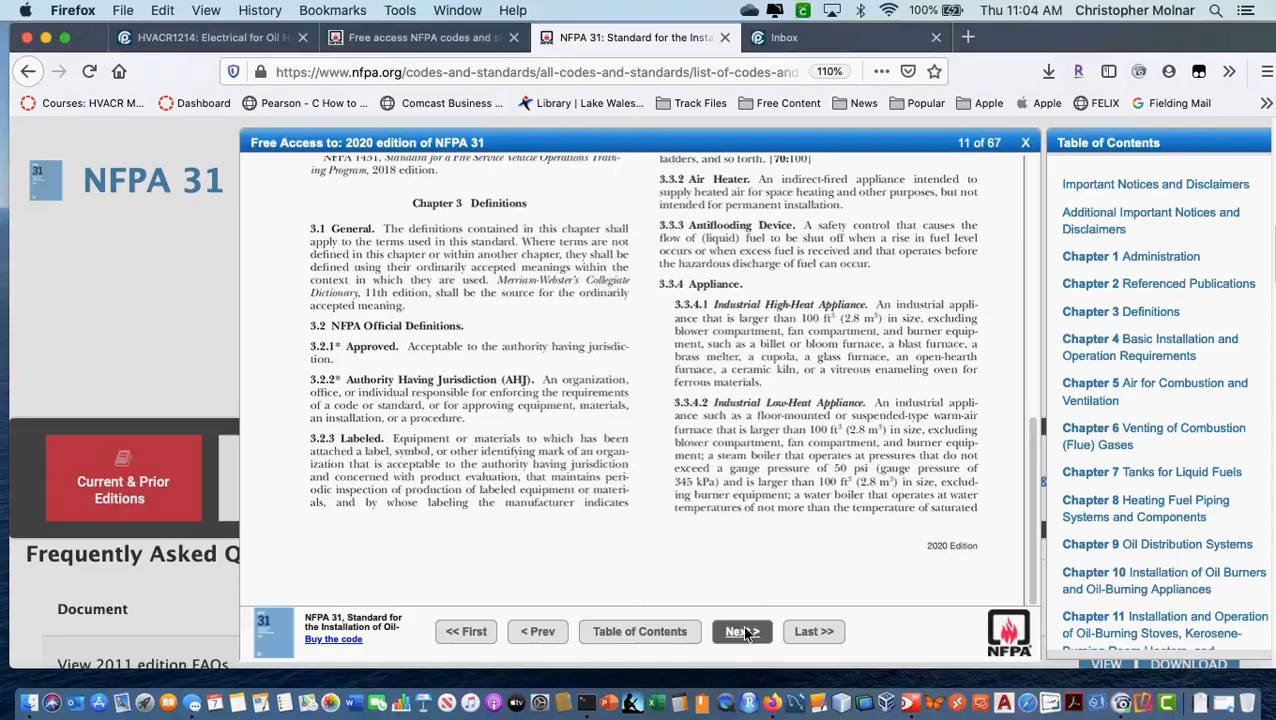 Firefox File Edit View History Bookmarks Tools Window Help 100% Thu 11:04 AM Christopher Molnar
HVACR1214: Electrical for Oil H
Free access NFPA codes and s
NFPA 31: Standard for the Insta
Inbox
https://www.nfpa.org/codes-and-standards/all-codes-and-standards/list-of-codes-and 110%
Courses: HVACR M... Dashboard Pearson - C How to ... Comcast Business ... Library | Lake Wales... Track Files Free Content News Popular Apple Apple FELIX Fielding Mail
NFPA 31
Current & Prior
Editions
Frequently Asked Q
Document
View 2011 edition FAQs
Free Access to: 2020 edition of NFPA 31 11 of 67 X
NFPA 1451, Standard for a Fire Service Vehicle Operations Train-
ing Program, 2018 edition.
Chapter 3 Definitions
3.1 General. The definitions contained in this chapter shall
apply to the terms used in this standard. Where terms are not
defined in this chapter or within another chapter, they shall be
defined using their ordinarily accepted meanings within the
context in which they are used. Merriam-Webster's Collegiate
Dictionary, 11th edition, shall be the source for the ordinarily
accepted meaning.
3.2 NFPA Official Definitions.
3.2.1* Approved. Acceptable to the authority having jurisdic-
tion.
3.2.2* Authority Having Jurisdiction (AHJ). An organization,
office, or individual responsible for enforcing the requirements
of a code or standard, or for approving equipment, materials,
an installation, or a procedure.
3.2.3 Labeled. Equipment or materials to which has been
attached a label, symbol, or other identifying mark of an organ-
ization that is acceptable to the authority having jurisdiction
and concerned with product evaluation, that maintains peri-
odic inspection of production of labeled equipment or materi-
als, and by whose labeling the manufacturer indicates
ladders, and so forth. [70:100]
3.3.2 Air Heater. An indirect-fired appliance intended to
supply heated air for space heating and other purposes, but not
intended for permanent installation.
3.3.3 Antiflooding Device. A safety control that causes the
flow of (liquid) fuel to be shut off when a rise in fuel level
occurs or when excess fuel is received and that operates before
the hazardous discharge of fuel can occur.
3.3.4 Appliance.
3.3.4.1 Industrial High-Heat Appliance. An industrial appli-
ance that is larger than 100 ft³ (2.8 m³) in size, excluding
blower compartment, fan compartment, and burner equip-
ment, such as a billet or bloom furnace, a blast furnace, a
brass melter, a cupola, a glass furnace, an open-hearth
furnace, a ceramic kiln, or a vitreous enameling oven for
ferrous materials.
3.3.4.2 Industrial Low-Heat Appliance. An industrial appli-
ance such as a floor-mounted or suspended-type warm-air
furnace that is larger than 100 ft³ (2.8 m³) in size, excluding
blower compartment, fan compartment, and burner equip-
ment; a steam boiler that operates at pressures that do not
exceed a gauge pressure of 50 psi (gauge pressure of
345 kPa) and is larger than 100 ft³ (2.8 m³) in size, exclud-
ing burner equipment; a water boiler that operates at water
temperatures of not more than the temperature of saturated
2020 Edition
31
NFPA 31, Standard for
the Installation of Oil-
Buy the code
<< First < Prev Table of Contents Next > Last >>
NFPA
Table of Contents
Important Notices and Disclaimers
Additional Important Notices and
Disclaimers
Chapter 1 Administration
Chapter 2 Referenced Publications
Chapter 3 Definitions
Chapter 4 Basic Installation and
Operation Requirements
Chapter 5 Air for Combustion and
Ventilation
Chapter 6 Venting of Combustion
(Flue) Gases
Chapter 7 Tanks for Liquid Fuels
Chapter 8 Heating Fuel Piping
Systems and Components
Chapter 9 Oil Distribution Systems
Chapter 10 Installation of Oil Burners
and Oil-Burning Appliances
Chapter 11 Installation and Operation
of Oil-Burning Stoves, Kerosene-
Burning Room Heaters, and
VIEW DOWNLOAD